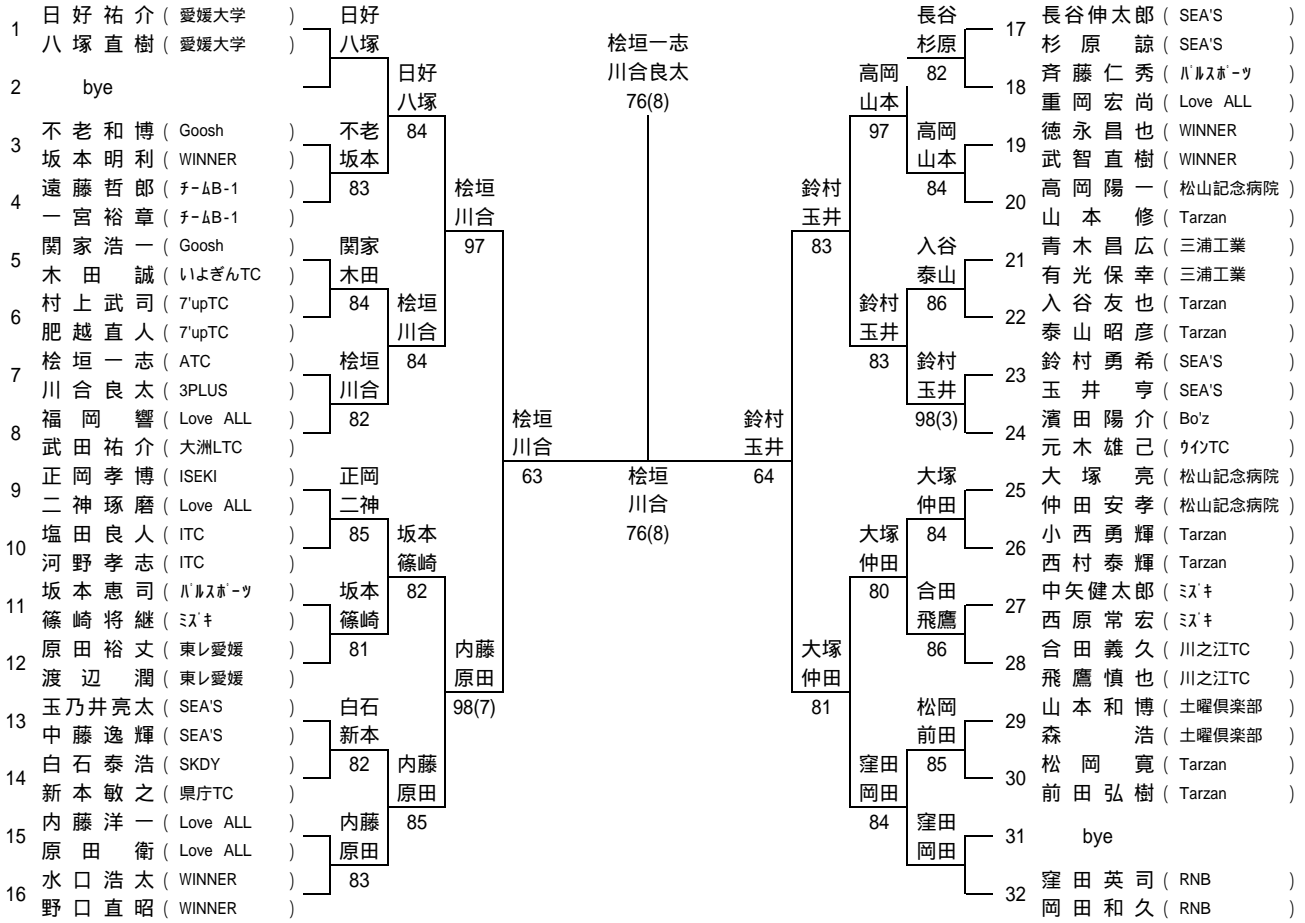 1 日好祐介 ( 愛媛大学 )
八塚直樹 ( 愛媛大学 )
2 bye
3 不老和博 ( Goosh )
坂本明利 ( WINNER )
4 遠藤哲郎 ( ﾁｰﾑB-1 )
一宮裕章 ( ﾁｰﾑB-1 )
5 関家浩一 ( Goosh )
木田 誠 ( いよぎんTC )
6 村上武司 ( 7'upTC )
肥越直人 ( 7'upTC )
7 桧垣一志 ( ATC )
川合良太 ( 3PLUS )
8 福岡 響 ( Love ALL )
武田祐介 ( 大洲LTC )
9 正岡孝博 ( ISEKI )
二神琢磨 ( Love ALL )
10 塩田良人 ( ITC )
河野孝志 ( ITC )
11 坂本恵司 ( ﾊﾟﾙｽﾎﾟｰﾂ )
篠崎将継 ( ﾐｽﾞｷ )
12 原田裕丈 ( 東レ愛媛 )
渡辺 潤 ( 東レ愛媛 )
13 玉乃井亮太 ( SEA'S )
中藤逸輝 ( SEA'S )
14 白石泰浩 ( SKDY )
新本敏之 ( 県庁TC )
15 内藤洋一 ( Love ALL )
原田 衛 ( Love ALL )
16 水口浩太 ( WINNER )
野口直昭 ( WINNER )
日好
八塚
不老
坂本
83
関家
木田
84
桧垣
川合
82
正岡
二神
85
坂本
篠崎
81
白石
新本
82
内藤
原田
83
日好
八塚
84
桧垣
川合
84
坂本
篠崎
82
内藤
原田
85
桧垣
川合
97
内藤
原田
98(7)
桧垣
川合
63
桧垣一志
川合良太
76(8)
桧垣
川合
76(8)
鈴村
玉井
64
鈴村
玉井
83
大塚
仲田
81
高岡
山本
97
鈴村
玉井
83
大塚
仲田
80
窪田
岡田
84
長谷
杉原
82
高岡
山本
84
入谷
泰山
86
鈴村
玉井
98(3)
大塚
仲田
84
合田
飛鷹
86
松岡
前田
85
窪田
岡田
17 長谷伸太郎 ( SEA'S )
杉原 諒 ( SEA'S )
18 斉藤仁秀 ( ﾊﾟﾙｽﾎﾟｰﾂ )
重岡宏尚 ( Love ALL )
19 徳永昌也 ( WINNER )
武智直樹 ( WINNER )
20 高岡陽一 ( 松山記念病院 )
山本 修 ( Tarzan )
21 青木昌広 ( 三浦工業 )
有光保幸 ( 三浦工業 )
22 入谷友也 ( Tarzan )
泰山昭彦 ( Tarzan )
23 鈴村勇希 ( SEA'S )
玉井 亨 ( SEA'S )
24 濱田陽介 ( Bo'z )
元木雄己 ( ｳｲﾝTC )
25 大塚 亮 ( 松山記念病院 )
仲田安孝 ( 松山記念病院 )
26 小西勇輝 ( Tarzan )
西村泰輝 ( Tarzan )
27 中矢健太郎 ( ﾐｽﾞｷ )
西原常宏 ( ﾐｽﾞｷ )
28 合田義久 ( 川之江TC )
飛鷹慎也 ( 川之江TC )
29 山本和博 ( 土曜倶楽部 )
森 浩 ( 土曜倶楽部 )
30 松岡 寛 ( Tarzan )
前田弘樹 ( Tarzan )
31 bye
32 窪田英司 ( RNB )
岡田和久 ( RNB )